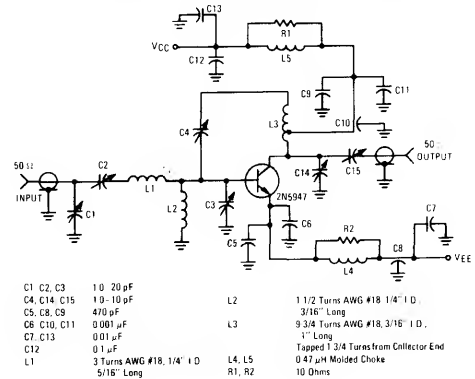 C13
R1
VCC
L5
C12
C9
C11
L3
C10
C4
50 Ω
INPUT
C2
L1
C1
L2
C3
2N5947
C14
C15
50Ω
OUTPUT
C5
C6
R2
L4
C8
C7
VEE
C1 C2, C3 1 0 20 pF
C4, C14 C15 1 0 - 10 pF
C5, C8, C9 470 pF
C6 C10, C11 0 001 µF
C7, C13 0 01 µF
C12 0 1 µF
L1 3 Turns AWG #18, 1/4" I D
5/16" Long
L2 1 1/2 Turns AWG #18 1/4" I D,
3/16" Long
L3 9 3/4 Turns AWG #18, 3/16" I D,
1" Long
Tapped 1 3/4 Turns from Collector End
L4, L5 0 47 µH Molded Choke
R1, R2 10 Ohms